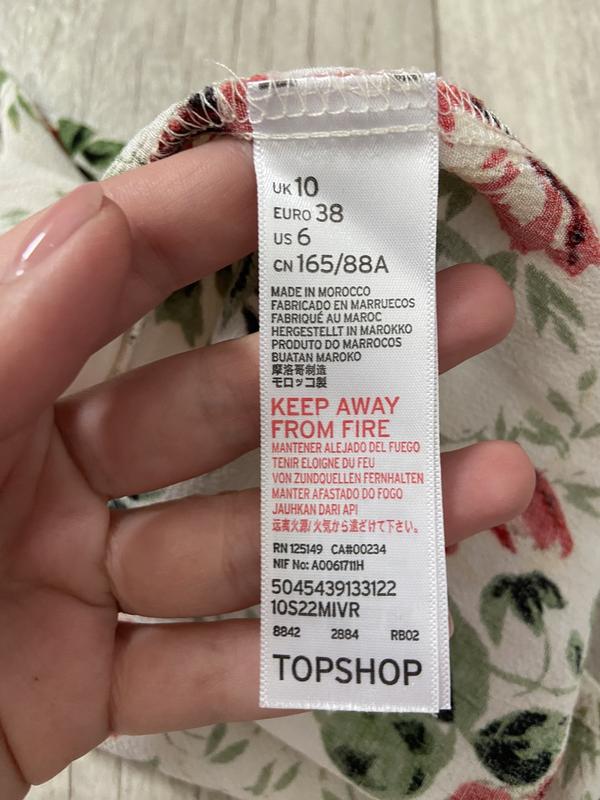 UK 10
EURO 38
US 6
CN 165/88A
MADE IN MOROCCO
FABRICADO EN MARRUECOS
FABRIQUÉ AU MAROC
HERGESTELLT IN MAROKKO
PRODUTO DO MARROCOS
BUATAN MAROKO
摩洛哥制造
モロッコ製
KEEP AWAY
FROM FIRE
MANTENER ALEJADO DEL FUEGO
TENIR ELOIGNE DU FEU
VON ZUNDQUELLEN FERNHALTEN
MANTER AFASTADO DO FOGO
JAUHKAN DARI API
远离火源/火気から遠ざけて下さい。
RN 125149 CA#00234
NIF No: A0061711H
5045439133122
10S22MIVR
8842 2884 RB02
TOPSHOP